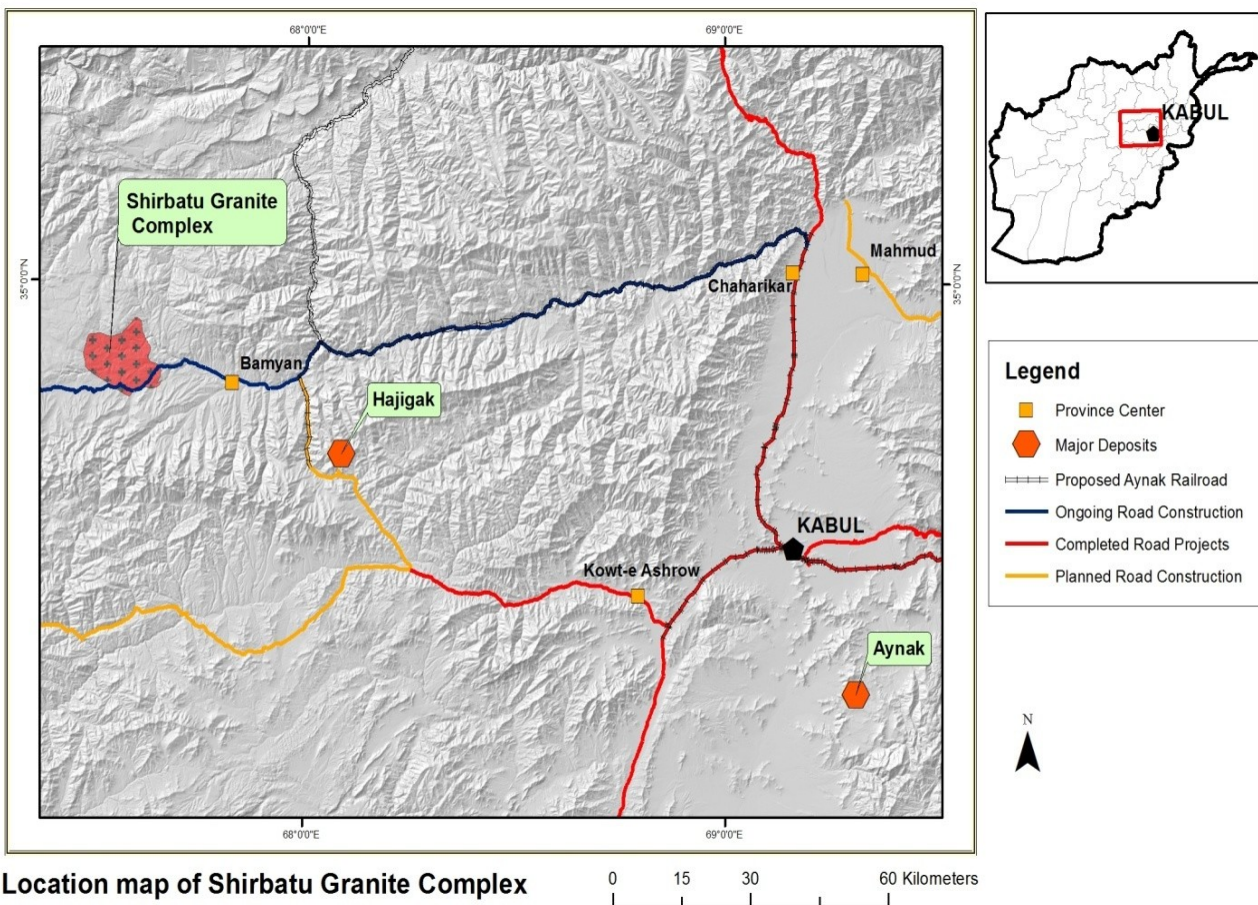 68°0'0"E
69°0'0"E
Shirbatu Granite
Complex
35°0'0"N
Mahmud
Chaharikar
35°0'0"N
Bamyan
Hajigak
KABUL
Kowt-e Ashrow
Aynak
68°0'0"E
69°0'0"E
KABUL
Legend
Province Center
Major Deposits
Proposed Aynak Railroad
Ongoing Road Construction
Completed Road Projects
Planned Road Construction
N
Location map of Shirbatu Granite Complex
0 15 30 60 Kilometers